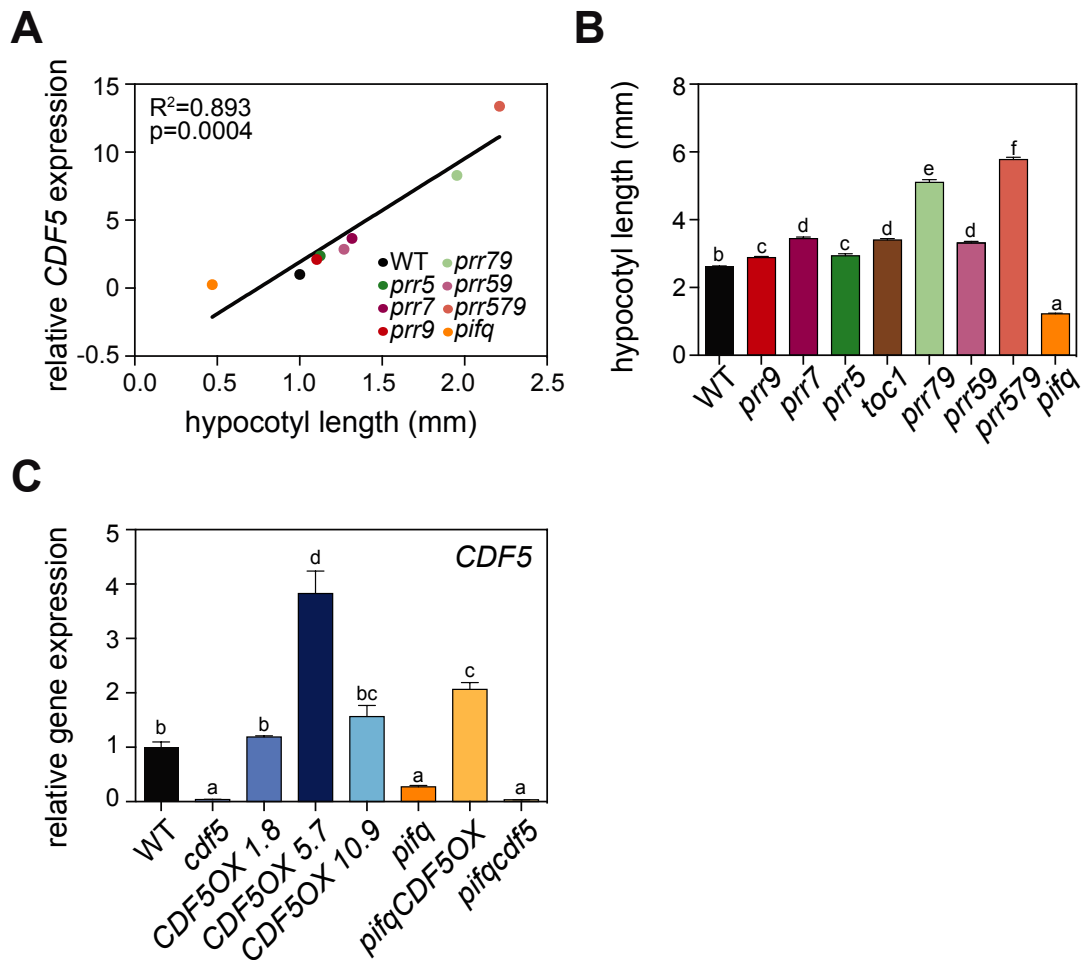 A
relative CDF5 expression
15
10
5
0
-0.5
R²=0.893
p=0.0004
WT
prr5
prr7
prr9
prr79
prr59
prr579
pifq
0.0 0.5 1.0 1.5 2.0 2.5
hypocotyl length (mm)
B
hypocotyl length (mm)
8
6
4
2
0
b c d c d e d f a
WT prr9 prr7 prr5 toc1 prr79 prr59 prr579 pifq
C
relative gene expression
5
4
3
2
1
0
CDF5
b a b d bc a c a
WT cdf5 CDF5OX 1.8 CDF5OX 5.7 CDF5OX 10.9 pifq pifqCDF5OX pifqcdf5